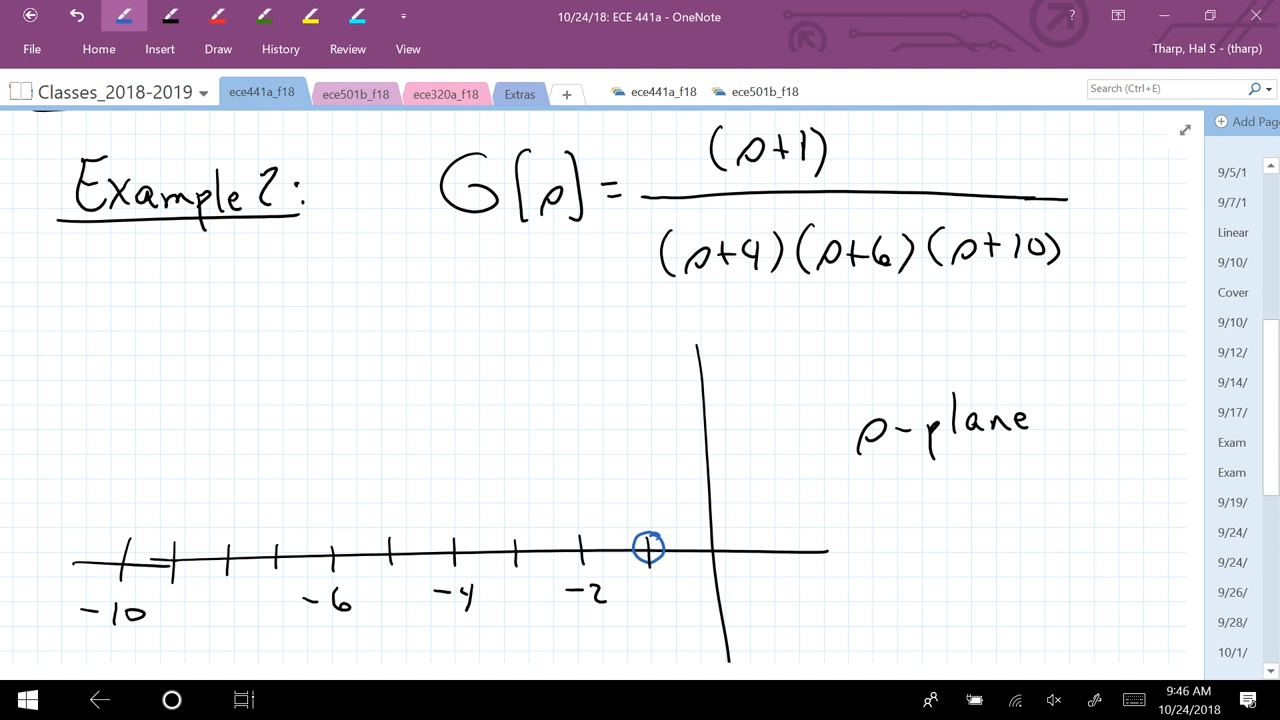 10/24/18: ECE 441a - OneNote
Tharp, Hal S - (tharp)
File Home Insert Draw History Review View
Classes_2018-2019 ece441a_f18 ece501b_f18 ece320a_f18 Extras ece441a_f18 ece501b_f18 Search (Ctrl+E)
Add Pag
Example 2: G[s] = (s+1)
(s+4)(s+6)(s+10)
s-plane
-10 -6 -4 -2
9/5/1
9/7/1
Linear
9/10/
Cover
9/10/
9/12/
9/14/
9/17/
Exam
Exam
9/19/
9/24/
9/24/
9/26/
9/28/
10/1/
9:46 AM
10/24/2018